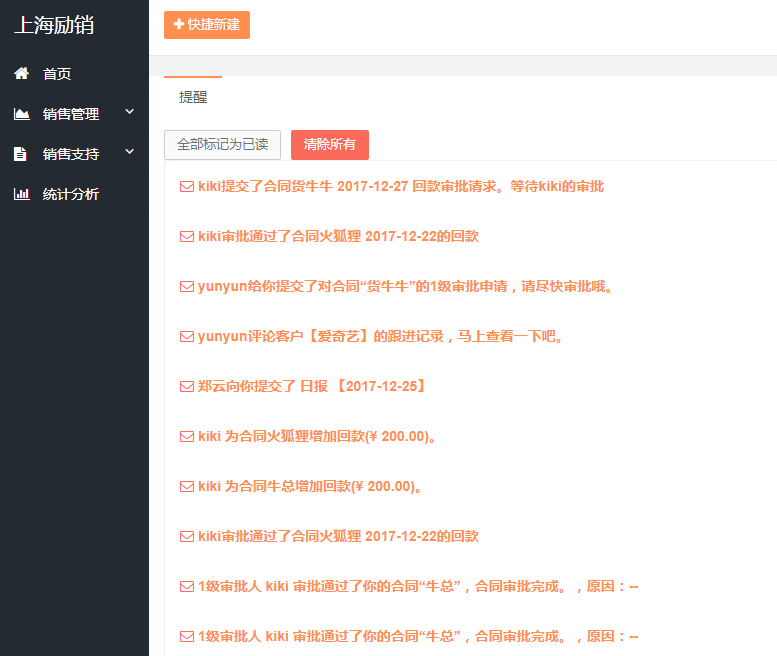 上海励销
快捷新建
首页
销售管理
销售支持
统计分析
提醒
全部标记为已读 清除所有
kiki提交了合同货牛牛 2017-12-27 回款审批请求。等待kiki的审批
kiki审批通过了合同火狐狸 2017-12-22的回款
yunyun给你提交了对合同“货牛牛”的1级审批申请，请尽快审批哦。
yunyun评论客户【爱奇艺】的跟进记录，马上查看一下吧。
郑云向你提交了 日报 【2017-12-25】
kiki 为合同火狐狸增加回款(¥ 200.00)。
kiki 为合同牛总增加回款(¥ 200.00)。
kiki审批通过了合同火狐狸 2017-12-22的回款
1级审批人 kiki 审批通过了你的合同“牛总”，合同审批完成。，原因：--
1级审批人 kiki 审批通过了你的合同“牛总”，合同审批完成。，原因：--